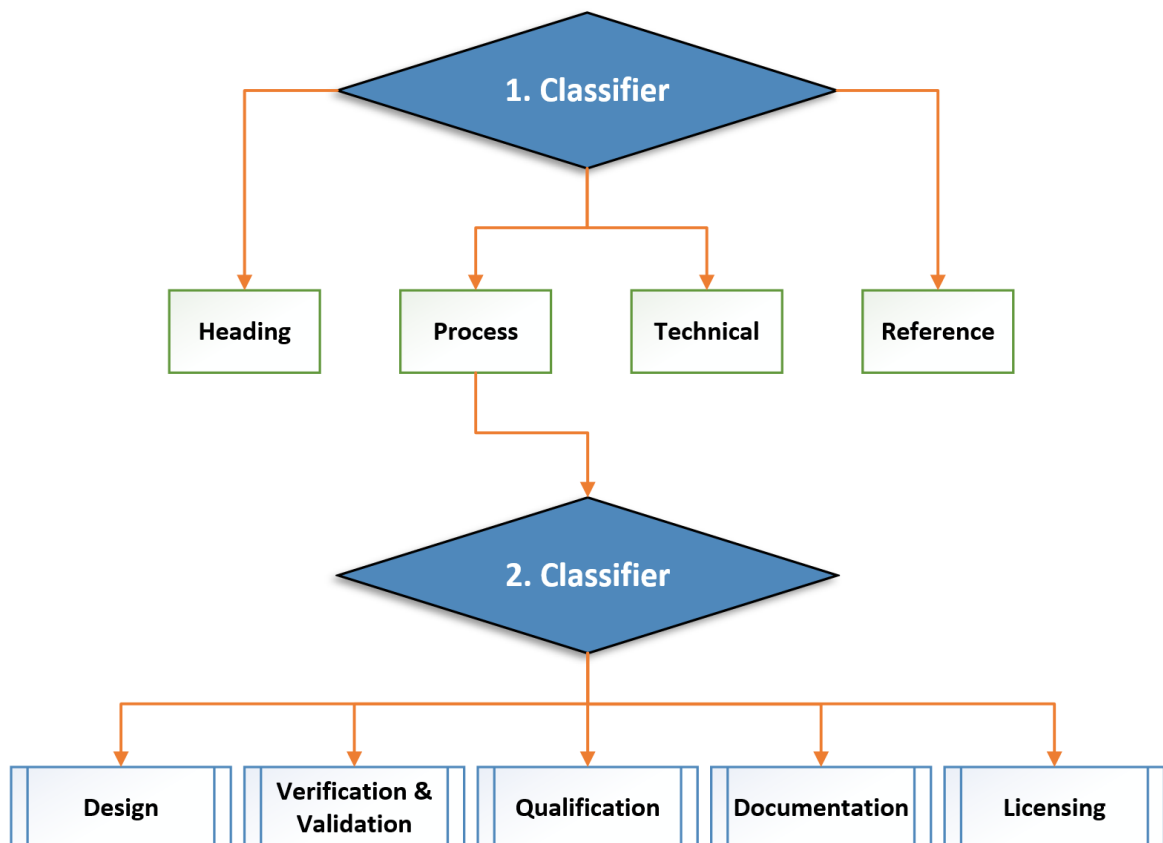 1. Classifier
Heading
Process
Technical
Reference
2. Classifier
Design
Verification &
Validation
Qualification
Documentation
Licensing